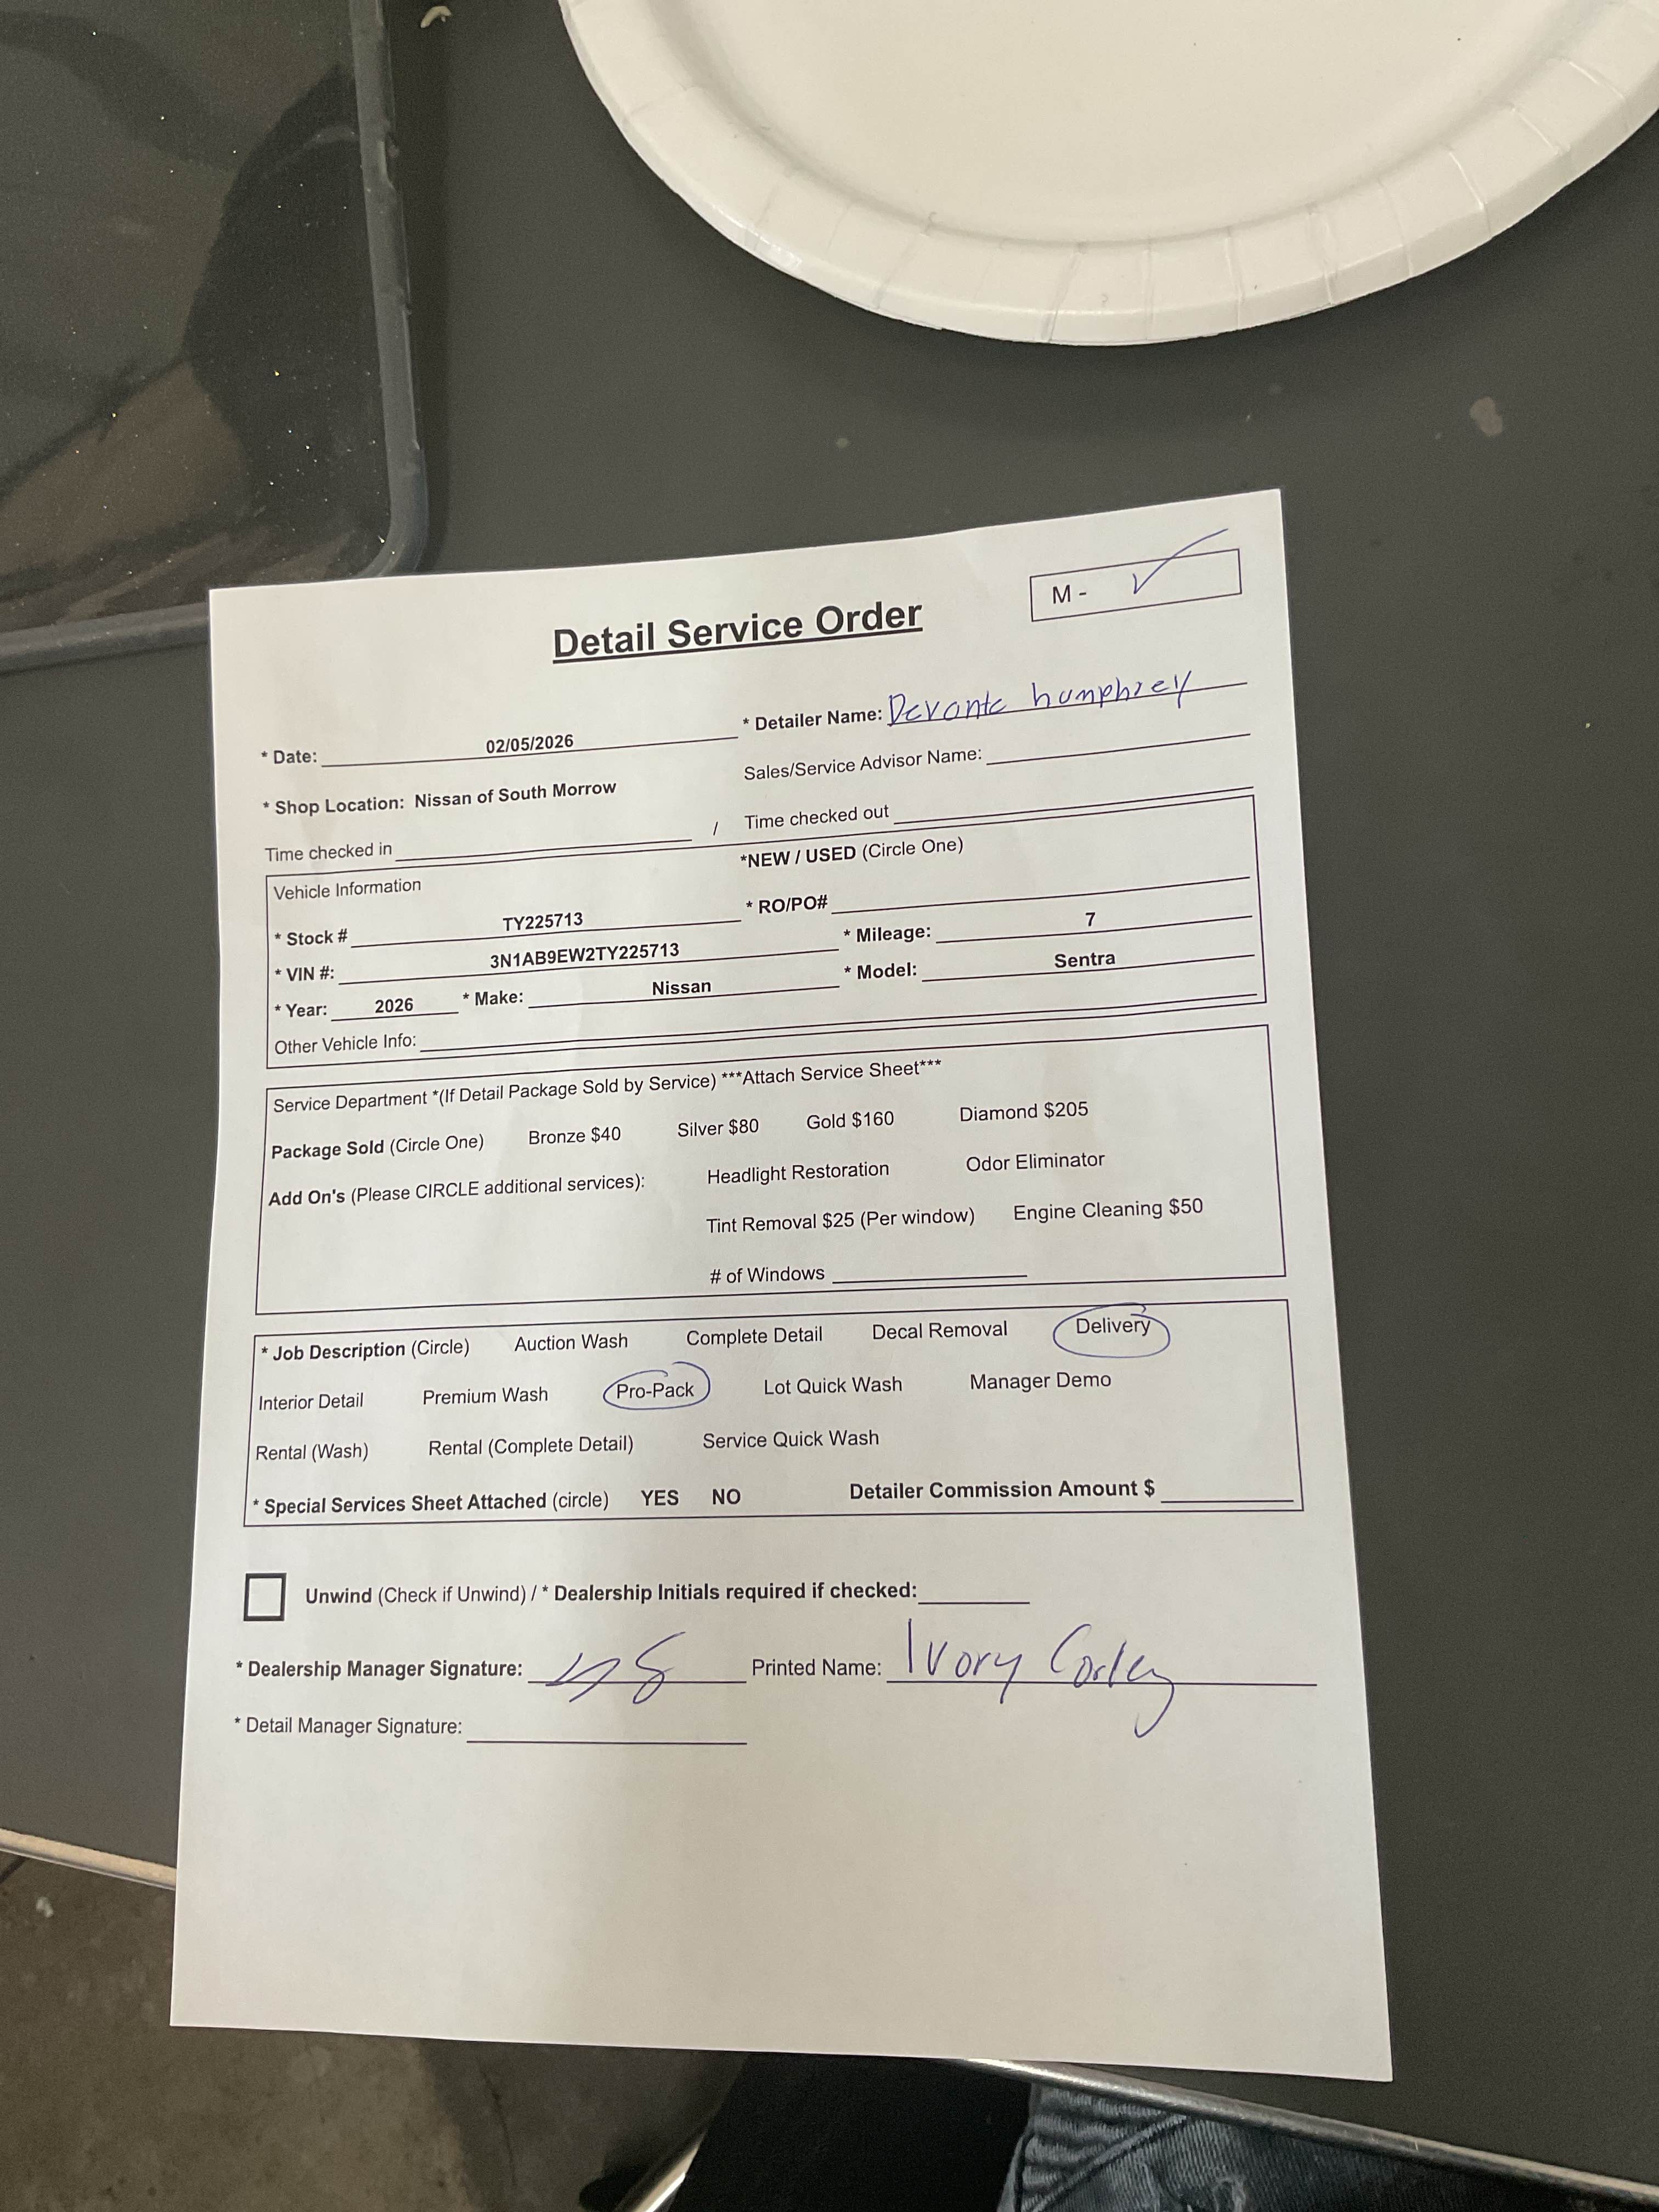 M - ✓
Detail Service Order
* Date: 02/05/2026 * Detailer Name: Devante humphrey
* Shop Location: Nissan of South Morrow Sales/Service Advisor Name:
Time checked in / Time checked out
Vehicle Information *NEW / USED (Circle One)
* Stock # TY225713 * RO/PO#
* VIN #: 3N1AB9EW2TY225713 * Mileage: 7
* Year: 2026 * Make: Nissan * Model: Sentra
Other Vehicle Info:
Service Department *(If Detail Package Sold by Service) ***Attach Service Sheet***
Package Sold (Circle One) Bronze $40 Silver $80 Gold $160 Diamond $205
Add On's (Please CIRCLE additional services): Headlight Restoration Odor Eliminator
Tint Removal $25 (Per window) Engine Cleaning $50
# of Windows
* Job Description (Circle) Auction Wash Complete Detail Decal Removal Delivery
Interior Detail Premium Wash Pro-Pack Lot Quick Wash Manager Demo
Rental (Wash) Rental (Complete Detail) Service Quick Wash
* Special Services Sheet Attached (circle) YES NO Detailer Commission Amount $
Unwind (Check if Unwind) / * Dealership Initials required if checked:
* Dealership Manager Signature: Printed Name: Ivory Corley
* Detail Manager Signature: